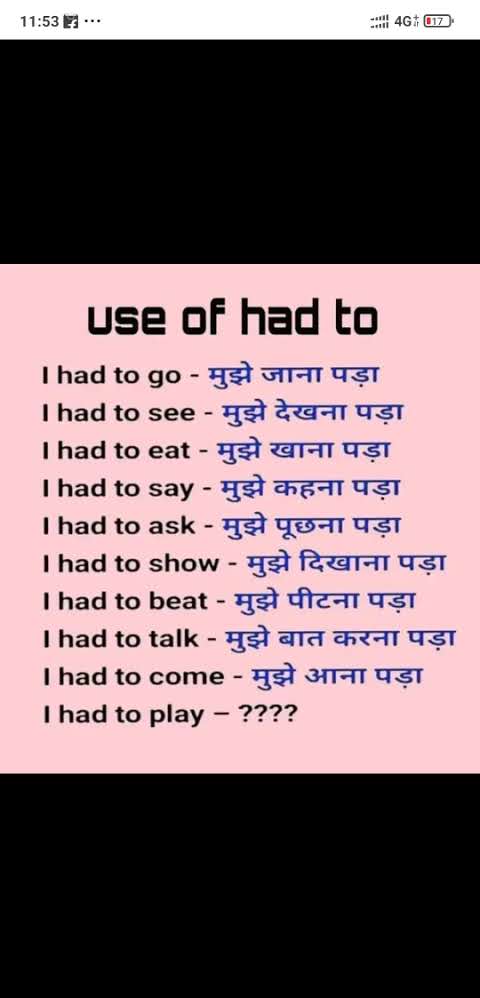 11:53 ...
4G 17
use of had to
I had to go - मुझे जाना पड़ा
I had to see - मुझे देखना पड़ा
I had to eat - मुझे खाना पड़ा
I had to say - मुझे कहना पड़ा
I had to ask - मुझे पूछना पड़ा
I had to show - मुझे दिखाना पड़ा
I had to beat - मुझे पीटना पड़ा
I had to talk - मुझे बात करना पड़ा
I had to come - मुझे आना पड़ा
I had to play – ????